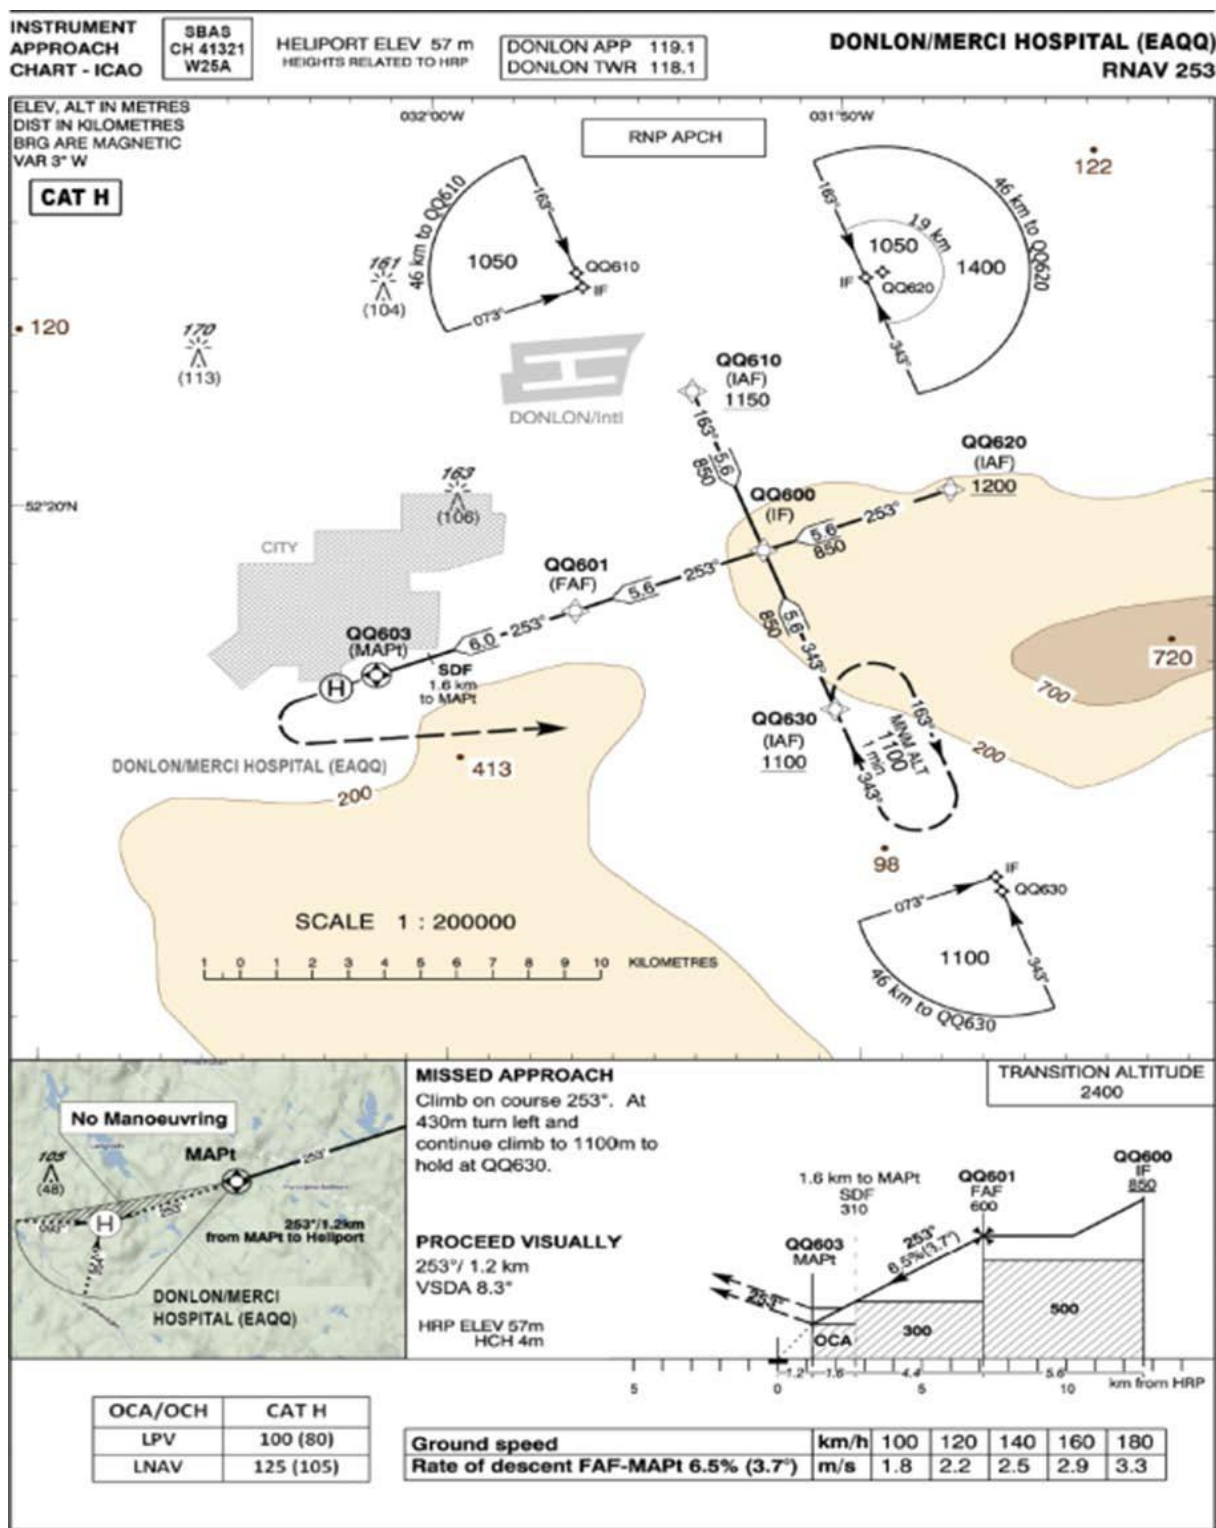 INSTRUMENT
APPROACH
CHART - ICAO
SBAS
CH 41321
W25A
HELIPORT ELEV 57 m
HEIGHTS RELATED TO HRP
DONLON APP 119.1
DONLON TWR 118.1
DONLON/MERCI HOSPITAL (EAQQ)
RNAV 253
ELEV, ALT IN METRES
DIST IN KILOMETRES
BRG ARE MAGNETIC
VAR 3° W
CAT H
032°00'W
RNP APCH
031°50'W
122
46 km to QQ610
163°
1050
QQ610
IF
073°
163°
46 km to QQ620
19 km
1050
1400
IF
QQ620
343°
161
(104)
120
170
(113)
DONLON/Intl
QQ610
(IAF)
1150
163°
5.6
850
QQ620
(IAF)
1200
253°
5.6
850
QQ600
(IF)
52°20'N
163
(106)
CITY
QQ601
(FAF)
5.6
253°
QQ603
(MAPt)
6.0
253°
SDF
1.6 km
to MAPt
H
850
5.6
343°
720
700
QQ630
(IAF)
1100
163°
MNM ALT
1100
1 min
343°
200
DONLON/MERCI HOSPITAL (EAQQ)
413
200
98
IF
QQ630
073°
1100
343°
46 km to QQ630
SCALE 1 : 200000
1 0 1 2 3 4 5 6 7 8 9 10 KILOMETRES
No Manoeuvring
MAPt
253°
105
(48)
093°
H
253°
253°/1.2km
from MAPt to Heliport
DONLON/MERCI
HOSPITAL (EAQQ)
MISSED APPROACH
Climb on course 253°. At
430m turn left and
continue climb to 1100m to
hold at QQ630.
PROCEED VISUALLY
253°/ 1.2 km
VSDA 8.3°
HRP ELEV 57m
HCH 4m
TRANSITION ALTITUDE
2400
QQ600
IF
850
QQ601
FAF
600
1.6 km to MAPt
SDF
310
QQ603
MAPt
253°
6.5%(3.7°)
253°
OCA
300
500
1.2 1.6 4.4 5.6
5 0 5 10 km from HRP
OCA/OCH CAT H
LPV 100 (80)
LNAV 125 (105)
Ground speed km/h 100 120 140 160 180
Rate of descent FAF-MAPt 6.5% (3.7°) m/s 1.8 2.2 2.5 2.9 3.3